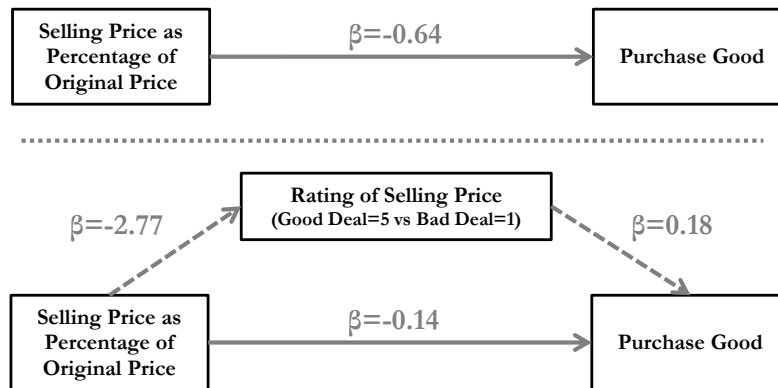 Selling Price as
Percentage of
Original Price
β=-0.64
Purchase Good
Rating of Selling Price
(Good Deal=5 vs Bad Deal=1)
β=-2.77
β=0.18
Selling Price as
Percentage of
Original Price
β=-0.14
Purchase Good